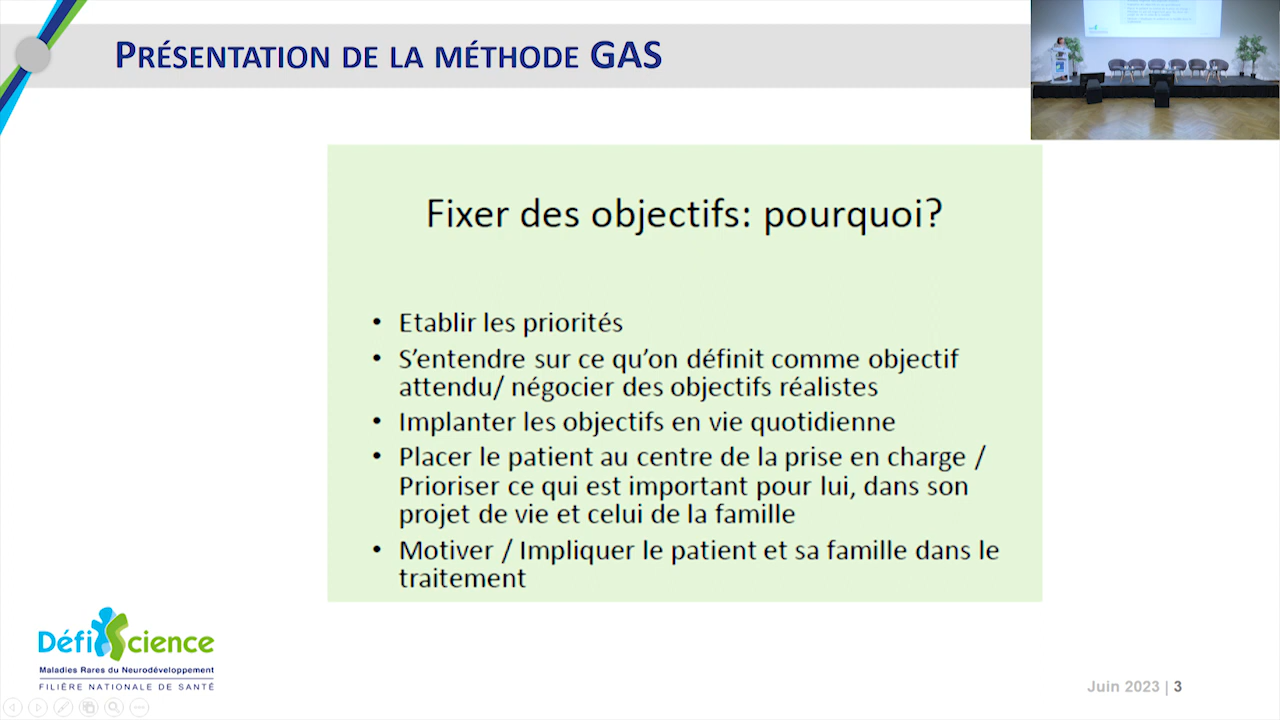 PRÉSENTATION DE LA MÉTHODE GAS
Fixer des objectifs: pourquoi?
• Etablir les priorités
• S'entendre sur ce qu'on définit comme objectif
attendu/ négocier des objectifs réalistes
• Implanter les objectifs en vie quotidienne
• Placer le patient au centre de la prise en charge /
Prioriser ce qui est important pour lui, dans son
projet de vie et celui de la famille
• Motiver / Impliquer le patient et sa famille dans le
traitement
DéfiScience
Maladies Rares du Neurodéveloppement
FILIÈRE NATIONALE DE SANTÉ
Juin 2023 | 3